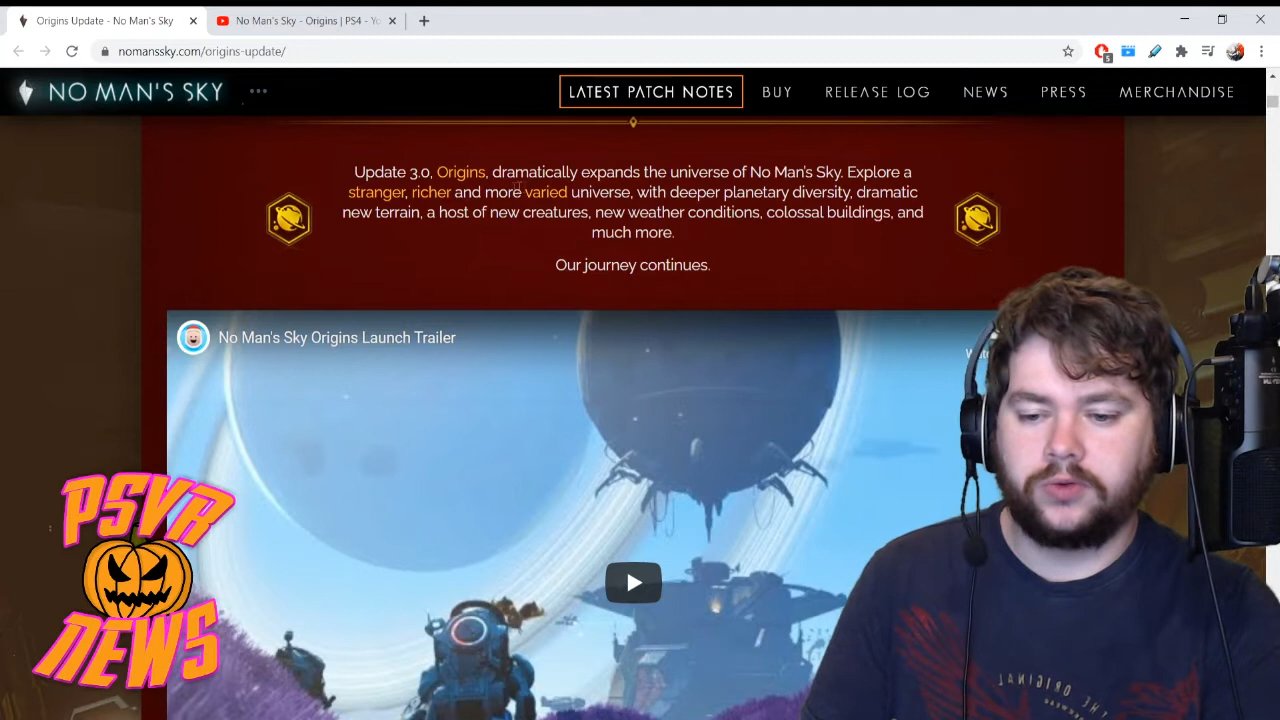 Origins Update - No Man's Sky
No Man's Sky - Origins | PS4 - Yo
nomanssky.com/origins-update/
5
NO MAN'S SKY
LATEST PATCH NOTES
BUY
RELEASE LOG
NEWS
PRESS
MERCHANDISE
Update 3.0, Origins, dramatically expands the universe of No Man's Sky. Explore a
stranger, richer and more varied universe, with deeper planetary diversity, dramatic
new terrain, a host of new creatures, new weather conditions, colossal buildings, and
much more.
Our journey continues.
No Man's Sky Origins Launch Trailer
PSVR
NEWS
ORIGINAL